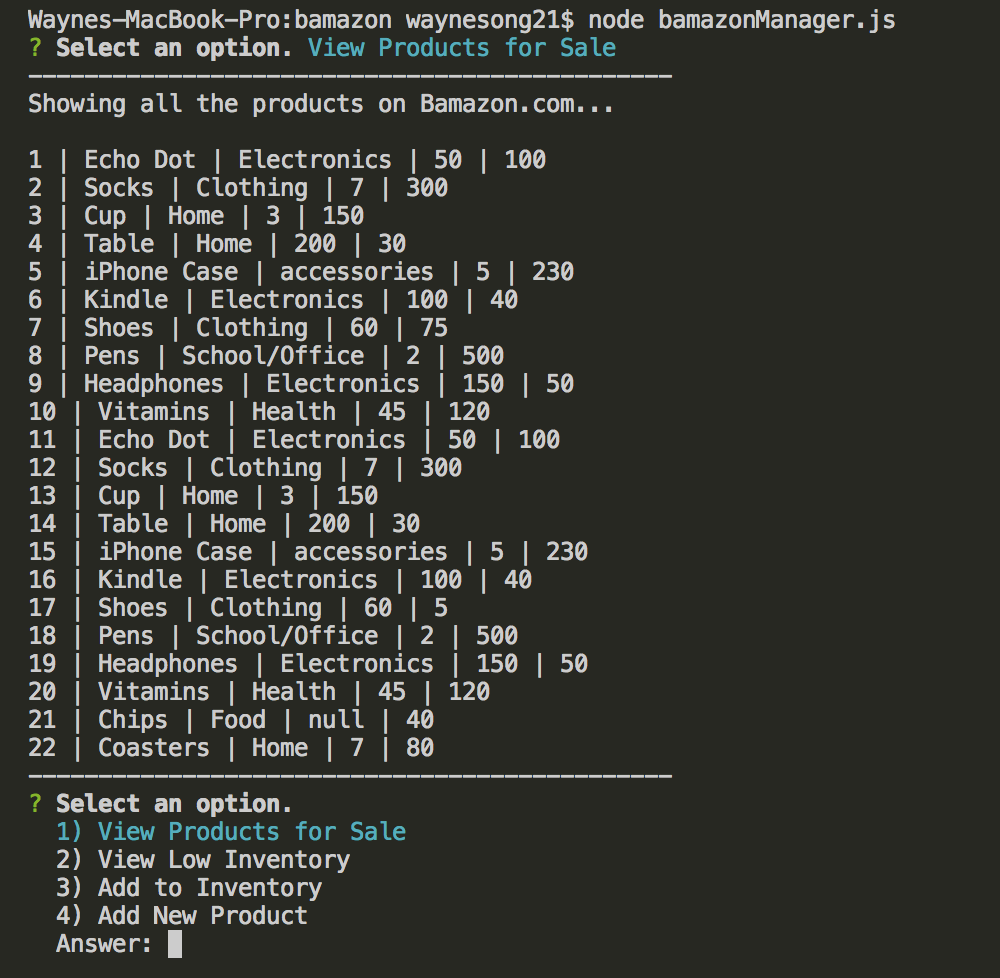 Waynes-MacBook-Pro:bamazon waynesong21$ node bamazonManager.js
? Select an option. View Products for Sale
----------------------------------------------
Showing all the products on Bamazon.com...
1 | Echo Dot | Electronics | 50 | 100
2 | Socks | Clothing | 7 | 300
3 | Cup | Home | 3 | 150
4 | Table | Home | 200 | 30
5 | iPhone Case | accessories | 5 | 230
6 | Kindle | Electronics | 100 | 40
7 | Shoes | Clothing | 60 | 75
8 | Pens | School/Office | 2 | 500
9 | Headphones | Electronics | 150 | 50
10 | Vitamins | Health | 45 | 120
11 | Echo Dot | Electronics | 50 | 100
12 | Socks | Clothing | 7 | 300
13 | Cup | Home | 3 | 150
14 | Table | Home | 200 | 30
15 | iPhone Case | accessories | 5 | 230
16 | Kindle | Electronics | 100 | 40
17 | Shoes | Clothing | 60 | 5
18 | Pens | School/Office | 2 | 500
19 | Headphones | Electronics | 150 | 50
20 | Vitamins | Health | 45 | 120
21 | Chips | Food | null | 40
22 | Coasters | Home | 7 | 80
----------------------------------------------
? Select an option.
1) View Products for Sale
2) View Low Inventory
3) Add to Inventory
4) Add New Product
Answer: